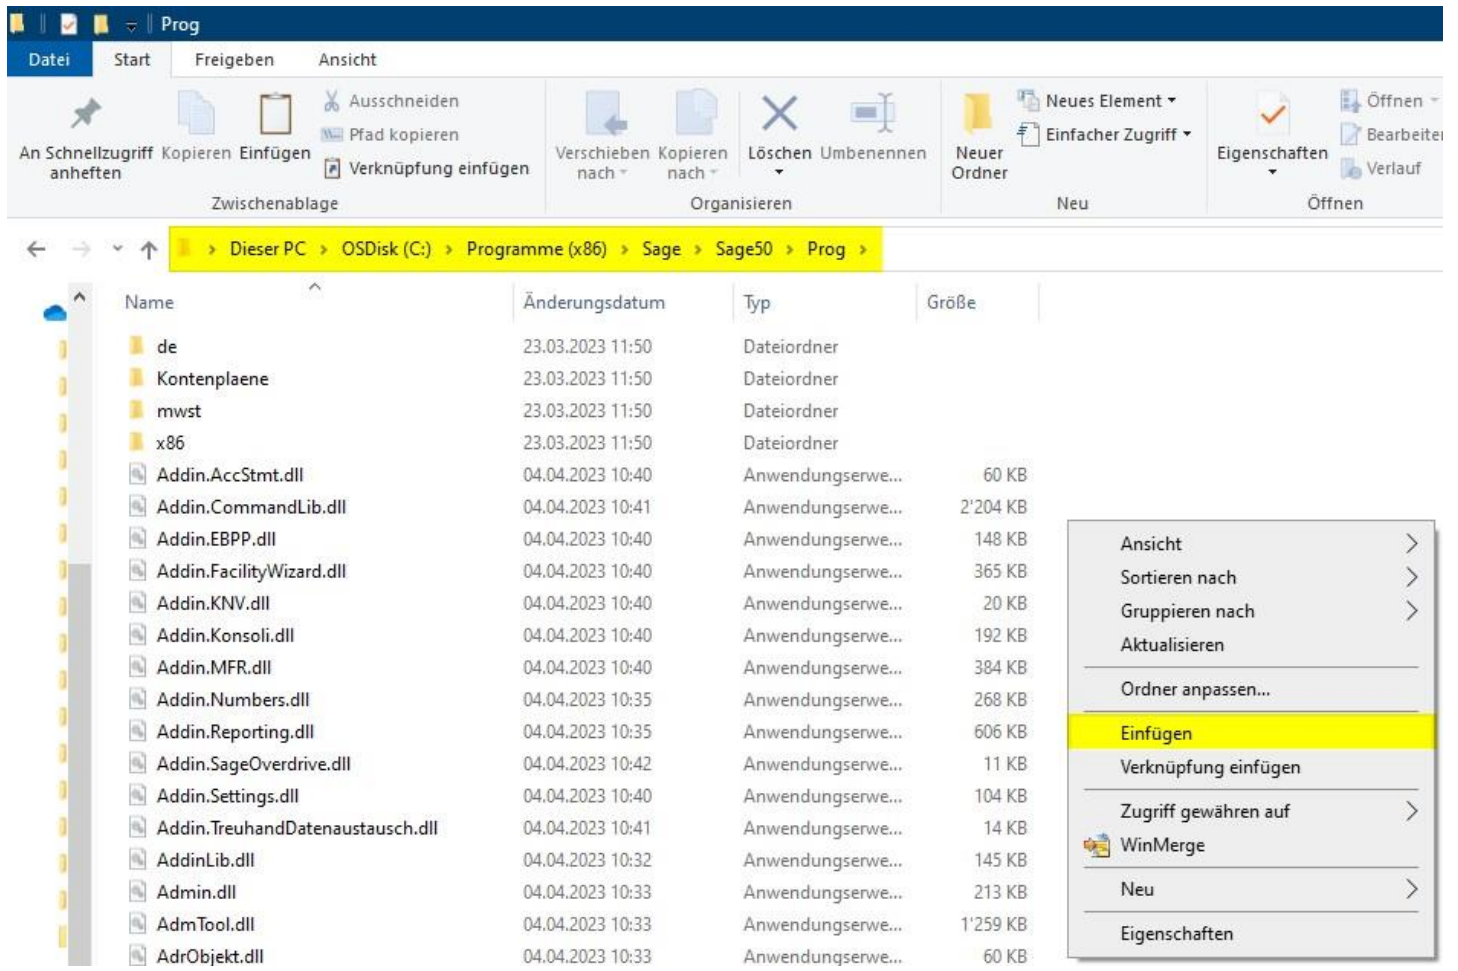 Prog
Datei Start Freigeben Ansicht
An Schnellzugriff anheften
Kopieren
Einfügen
Ausschneiden
Pfad kopieren
Verknüpfung einfügen
Zwischenablage
Verschieben nach
Kopieren nach
Löschen
Umbenennen
Organisieren
Neuer Ordner
Neues Element
Einfacher Zugriff
Neu
Eigenschaften
Öffnen
Bearbeiten
Verlauf
Öffnen
Dieser PC > OSDisk (C:) > Programme (x86) > Sage > Sage50 > Prog >
Name Änderungsdatum Typ Größe
de 23.03.2023 11:50 Dateiordner
Kontenplaene 23.03.2023 11:50 Dateiordner
mwst 23.03.2023 11:50 Dateiordner
x86 23.03.2023 11:50 Dateiordner
Addin.AccStmt.dll 04.04.2023 10:40 Anwendungserwe... 60 KB
Addin.CommandLib.dll 04.04.2023 10:41 Anwendungserwe... 2'204 KB
Addin.EBPP.dll 04.04.2023 10:40 Anwendungserwe... 148 KB
Addin.FacilityWizard.dll 04.04.2023 10:40 Anwendungserwe... 365 KB
Addin.KNV.dll 04.04.2023 10:40 Anwendungserwe... 20 KB
Addin.Konsoli.dll 04.04.2023 10:40 Anwendungserwe... 192 KB
Addin.MFR.dll 04.04.2023 10:40 Anwendungserwe... 384 KB
Addin.Numbers.dll 04.04.2023 10:35 Anwendungserwe... 268 KB
Addin.Reporting.dll 04.04.2023 10:35 Anwendungserwe... 606 KB
Addin.SageOverdrive.dll 04.04.2023 10:42 Anwendungserwe... 11 KB
Addin.Settings.dll 04.04.2023 10:40 Anwendungserwe... 104 KB
Addin.TreuhandDatenaustausch.dll 04.04.2023 10:41 Anwendungserwe... 14 KB
AddinLib.dll 04.04.2023 10:32 Anwendungserwe... 145 KB
Admin.dll 04.04.2023 10:33 Anwendungserwe... 213 KB
AdmTool.dll 04.04.2023 10:33 Anwendungserwe... 1'259 KB
AdrObjekt.dll 04.04.2023 10:33 Anwendungserwe... 60 KB
Ansicht
Sortieren nach
Gruppieren nach
Aktualisieren
Ordner anpassen...
Einfügen
Verknüpfung einfügen
Zugriff gewähren auf
WinMerge
Neu
Eigenschaften